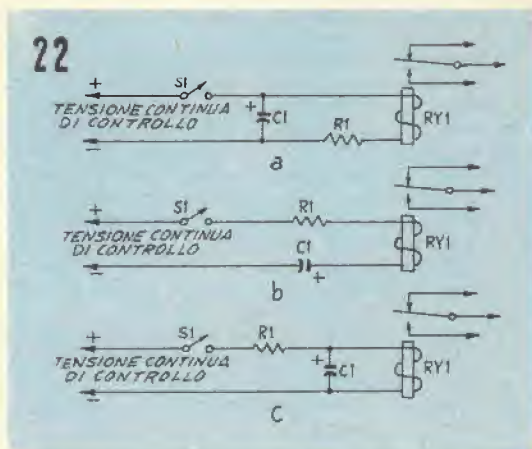 22
+ S1
TENSIONE CONTINUA
DI CONTROLLO
+ C1
R1
RY1
−
a
+ S1
R1
TENSIONE CONTINUA
DI CONTROLLO
C1
+
RY1
−
b
+ S1
R1
TENSIONE CONTINUA
DI CONTROLLO
+ C1
RY1
−
c